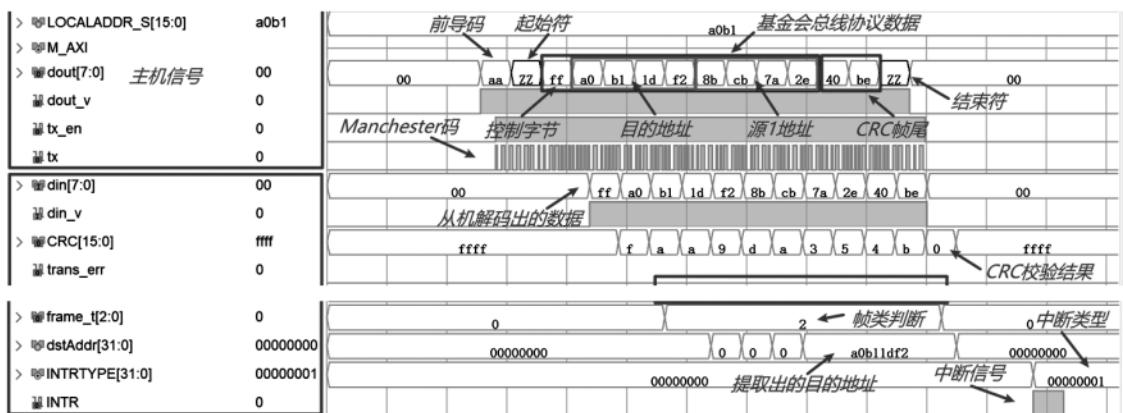 LOCALADDR_S[15:0] a0b1 前导码 起始符 a0b1 基金会总线协议数据
M_AXI
dout[7:0] 主机信号 00 00 aa ZZ ff a0 b1 1d f2 8b cb 7a 2e 40 be ZZ 00
dout_v 0 结束符
tx_en 0 Manchester码 控制字节 目的地址 源1地址 CRC帧尾
tx 0
din[7:0] 00 00 ff a0 b1 1d f2 8b cb 7a 2e 40 be 00
din_v 0 从机解码出的数据
CRC[15:0] ffff ffff f a a 9 d a 3 5 4 b 0 ffff
trans_err 0 CRC校验结果
frame_t[2:0] 0 0 2 帧类判断 0 中断类型
dstAddr[31:0] 00000000 00000000 0 0 0 a0b11df2 00000000
INTRTYPE[31:0] 00000001 00000000 提取出的目的地址 中断信号 00000001
INTR 0